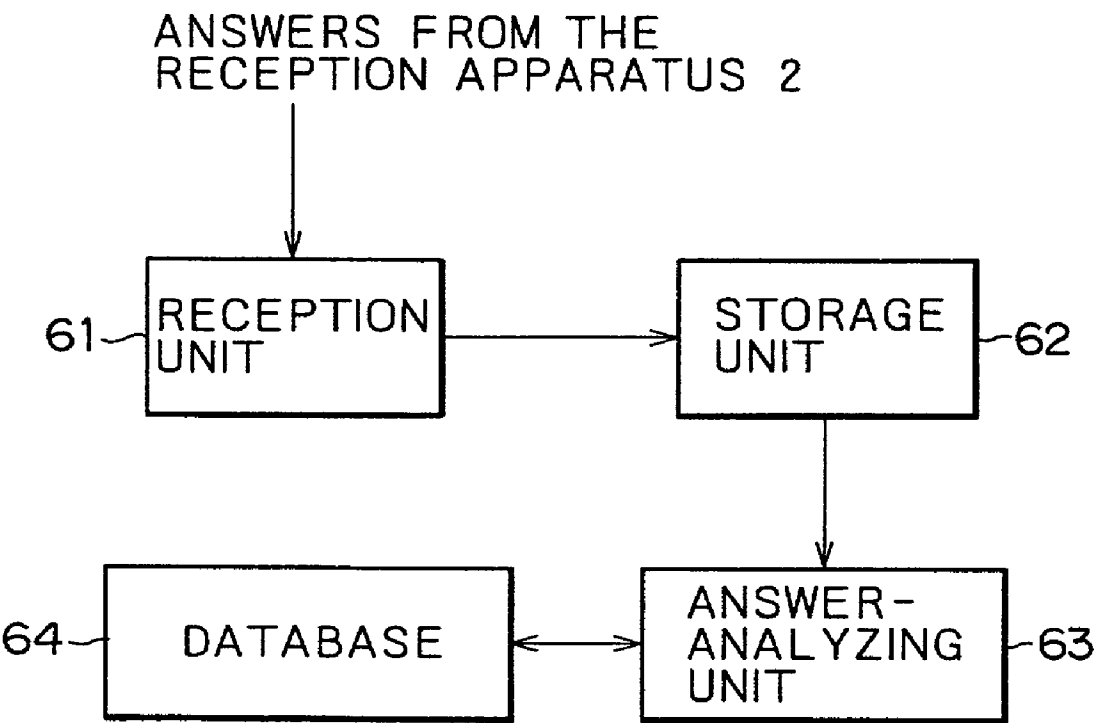 ANSWERS FROM THE
RECEPTION APPARATUS 2
61
RECEPTION
UNIT
STORAGE
UNIT
62
64
DATABASE
ANSWER-
ANALYZING
UNIT
63